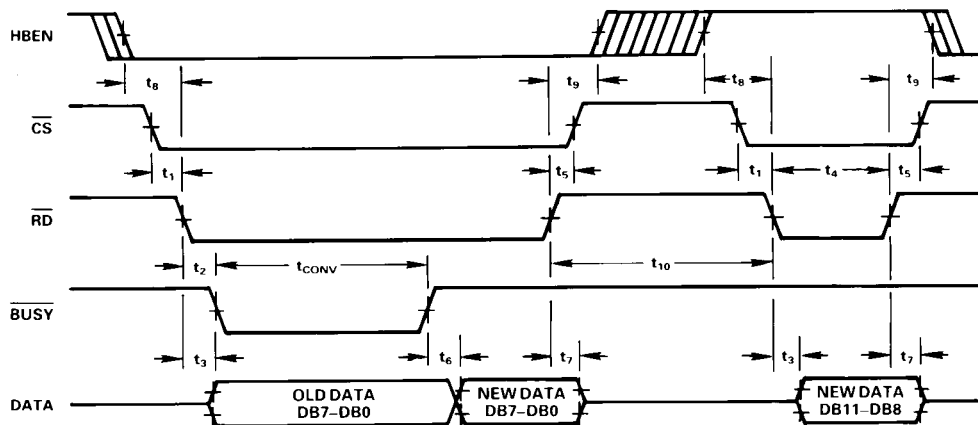 HBEN
t8
t9
t8
t9
CS
t1
t5
t1
t4
t5
RD
t2
tCONV
t10
BUSY
t3
t6
t7
t3
t7
DATA
OLD DATA
DB7–DB0
NEW DATA
DB7–DB0
NEW DATA
DB11–DB8